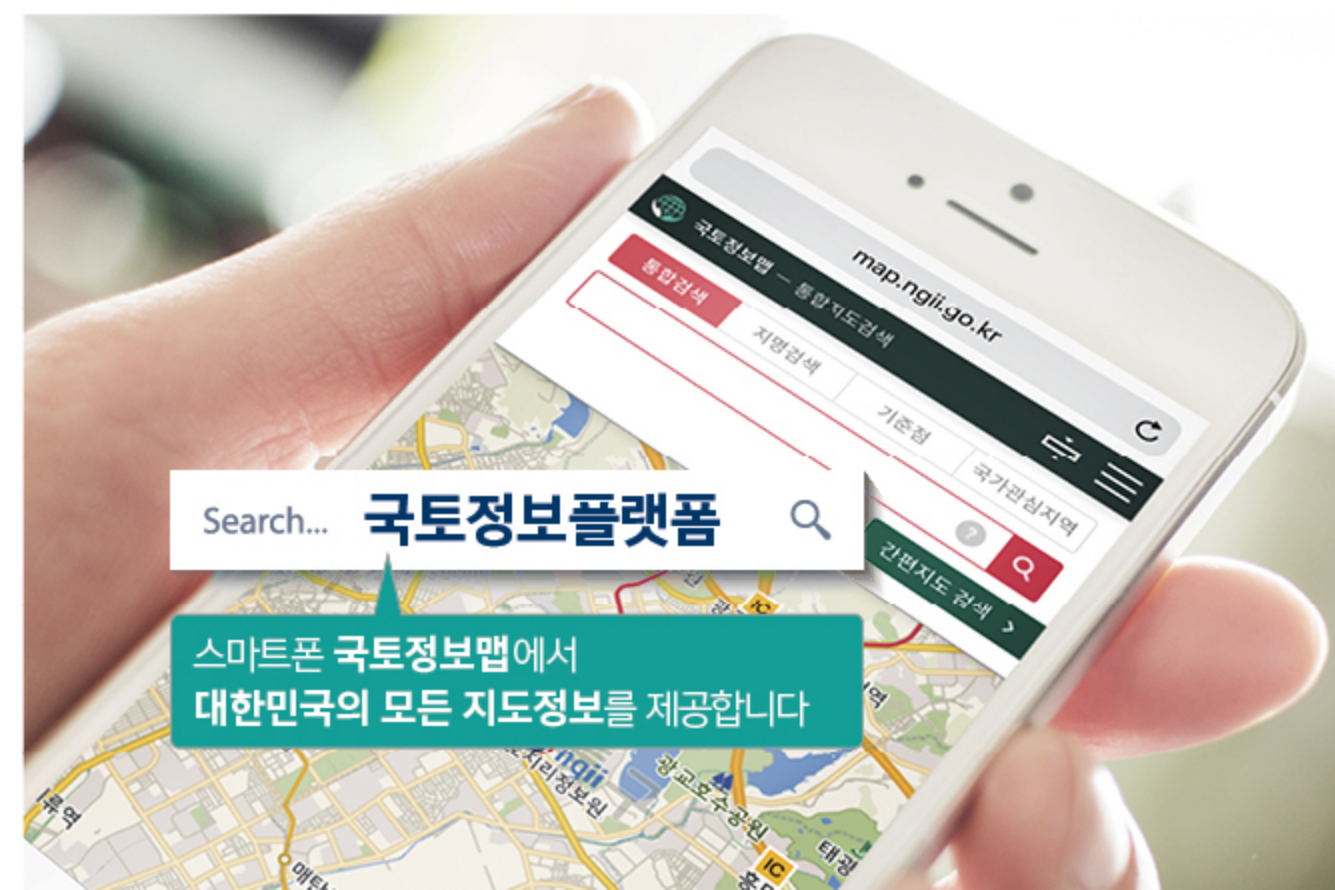 map.ngii.go.kr
국토정보맵 – 통합지도검색
통합검색
지명검색
기준점
국가관심지역
?
간편지도 검색 >
Search... 국토정보플랫폼
스마트폰 국토정보맵에서
대한민국의 모든 지도정보를 제공합니다
IC
ngii
광교호수공원
IC